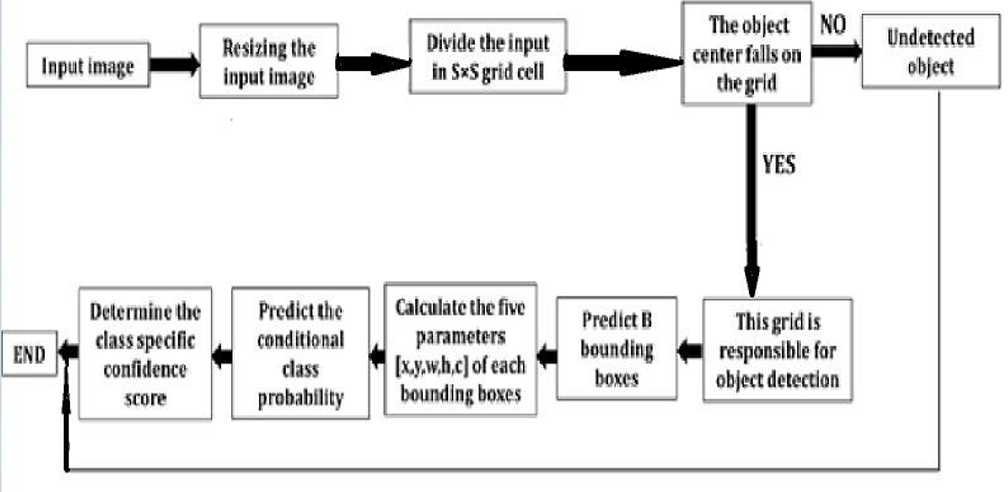 Input image
Resizing the
input image
Divide the input
in S×S grid cell
The object
center falls on
the grid
NO
Undetected
object
YES
This grid is
responsible for
object detection
Predict B
bounding
boxes
Calculate the five
parameters
[x,y,w,h,c] of each
bounding boxes
Predict the
conditional
class
probability
Determine the
class specific
confidence
score
END